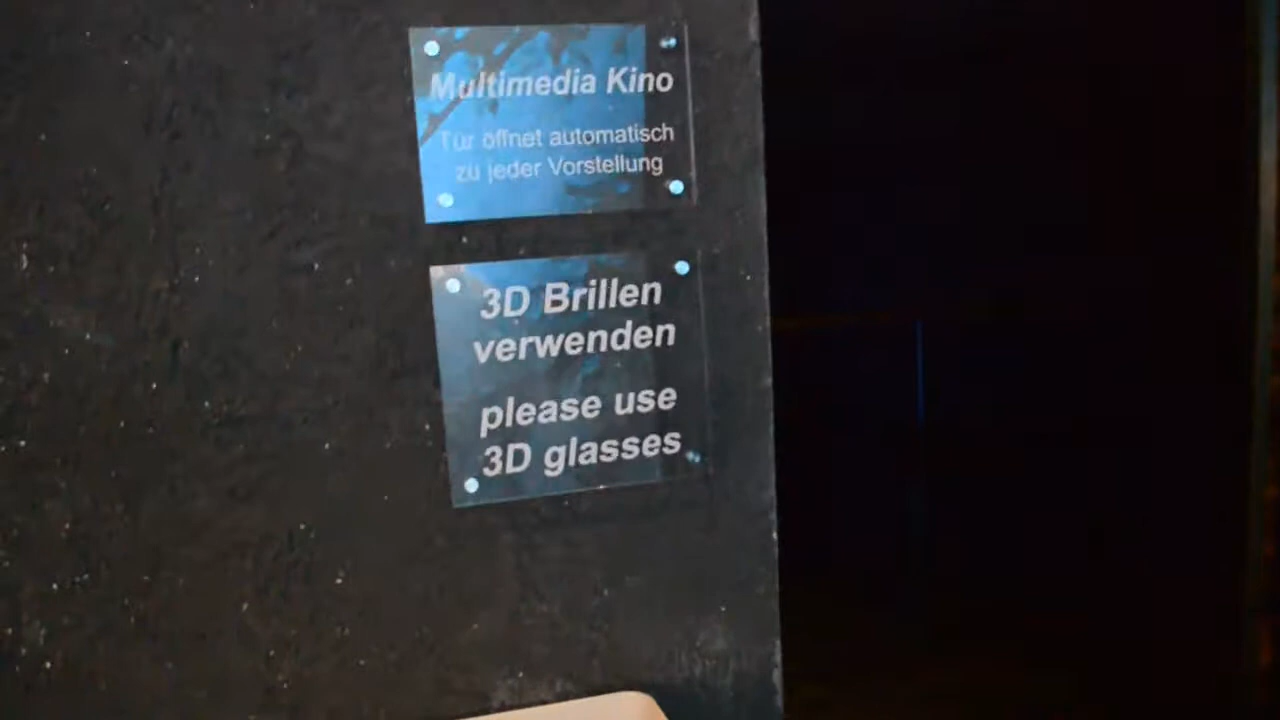 Multimedia Kino
Tür öffnet automatisch
zu jeder Vorstellung
3D Brillen
verwenden
please use
3D glasses